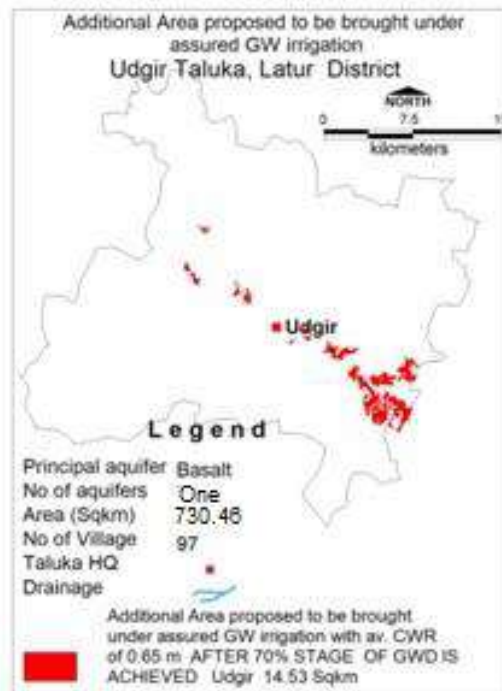 Additional Area proposed to be brought under
assured GW irrigation
Udgir Taluka, Latur District
NORTH
0 7.5
kilometers
Udgir
Legend
Principal aquifer Basalt
No of aquifers One
Area (Sqkm) 730.46
No of Village 97
Taluka HQ
Drainage
Additional Area proposed to be brought
under assured GW irrigation with av. CWR
of 0.65 m AFTER 70% STAGE OF GWD IS
ACHIEVED Udgir 14.53 Sqkm